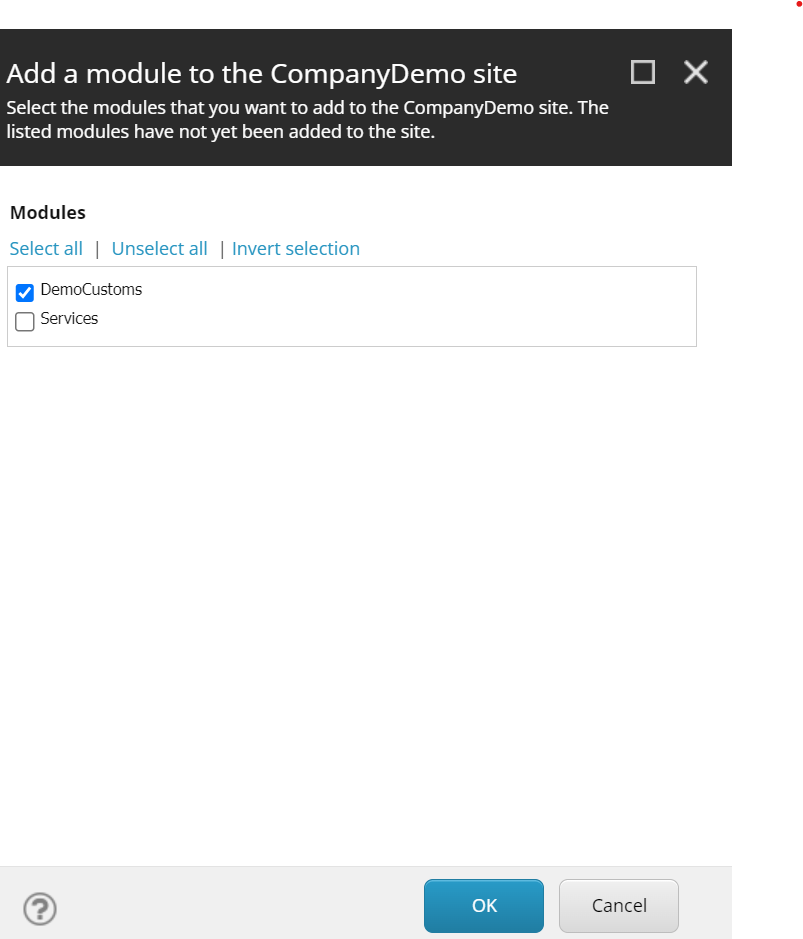 Add a module to the CompanyDemo site
Select the modules that you want to add to the CompanyDemo site. The
listed modules have not yet been added to the site.
Modules
Select all | Unselect all | Invert selection
DemoCustoms
Services
? OK Cancel